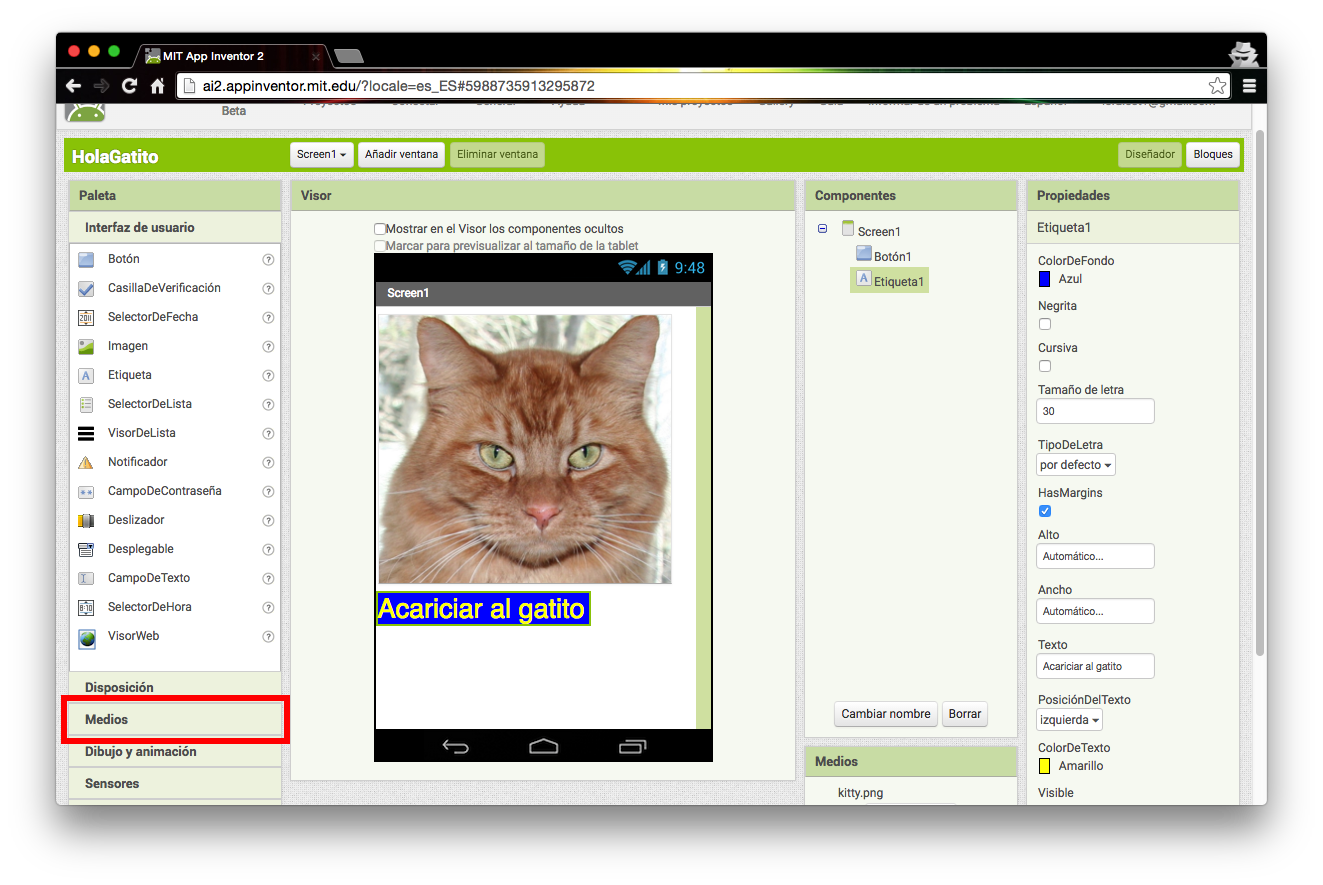 MIT App Inventor 2
ai2.appinventor.mit.edu/?locale=es_ES#5988735913295872
Beta
HolaGatito
Screen1
Añadir ventana
Eliminar ventana
Diseñador
Bloques
Paleta
Interfaz de usuario
Botón
CasillaDeVerificación
SelectorDeFecha
Imagen
Etiqueta
SelectorDeLista
VisorDeLista
Notificador
CampoDeContraseña
Deslizador
Desplegable
CampoDeTexto
SelectorDeHora
VisorWeb
Disposición
Medios
Dibujo y animación
Sensores
Visor
Mostrar en el Visor los componentes ocultos
Marcar para previsualizar al tamaño de la tablet
9:48
Screen1
Acariciar al gatito
Componentes
Screen1
Botón1
Etiqueta1
Cambiar nombre
Borrar
Medios
kitty.png
Propiedades
Etiqueta1
ColorDeFondo
Azul
Negrita
Cursiva
Tamaño de letra
30
TipoDeLetra
por defecto
HasMargins
Alto
Automático...
Ancho
Automático...
Texto
Acariciar al gatito
PosiciónDelTexto
izquierda
ColorDeTexto
Amarillo
Visible